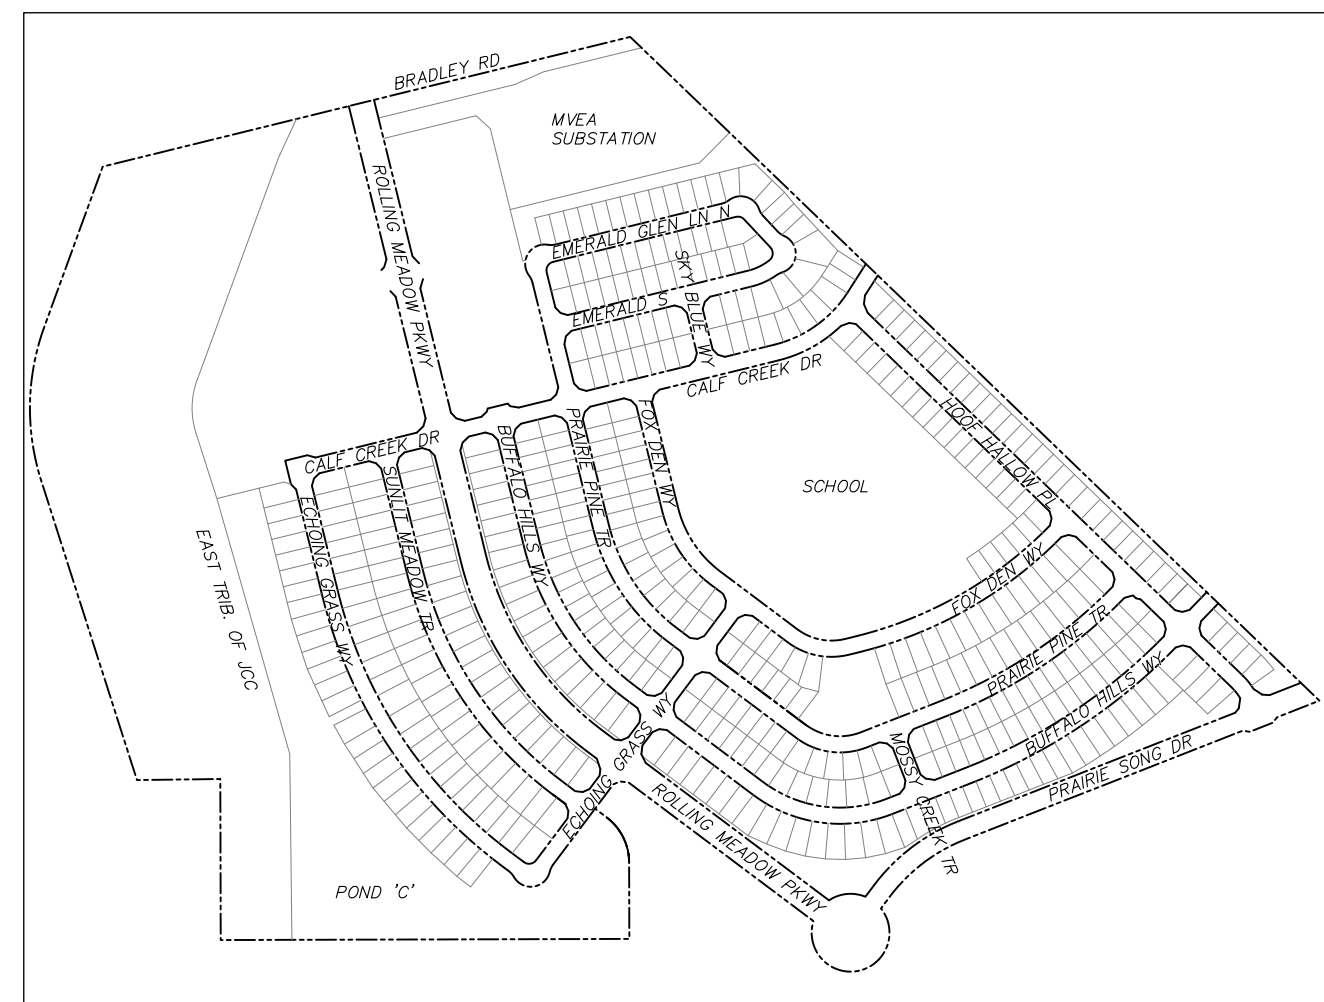 BRADLEY RD
MVEA
SUBSTATION
ROLLING MEADOW PKWY
EMERALD GLEN LN N
SKY BLUE WY
EMERALD S
CALF CREEK DR
CALF CREEK DR
FOX DEN WY
PRAIRIE PINE TR
BUFFALO HILLS WY
HOOF HALLOW PL
SUNLIT MEADOW TR
ECHOING GRASS WY
SCHOOL
EAST TRIB. OF JCC
FOX DEN WY
PRAIRIE PINE TR
BUFFALO HILLS WY
ECHOING GRASS WY
MOSSY CREEK TR
PRAIRIE SONG DR
ROLLING MEADOW PKWY
POND 'C'